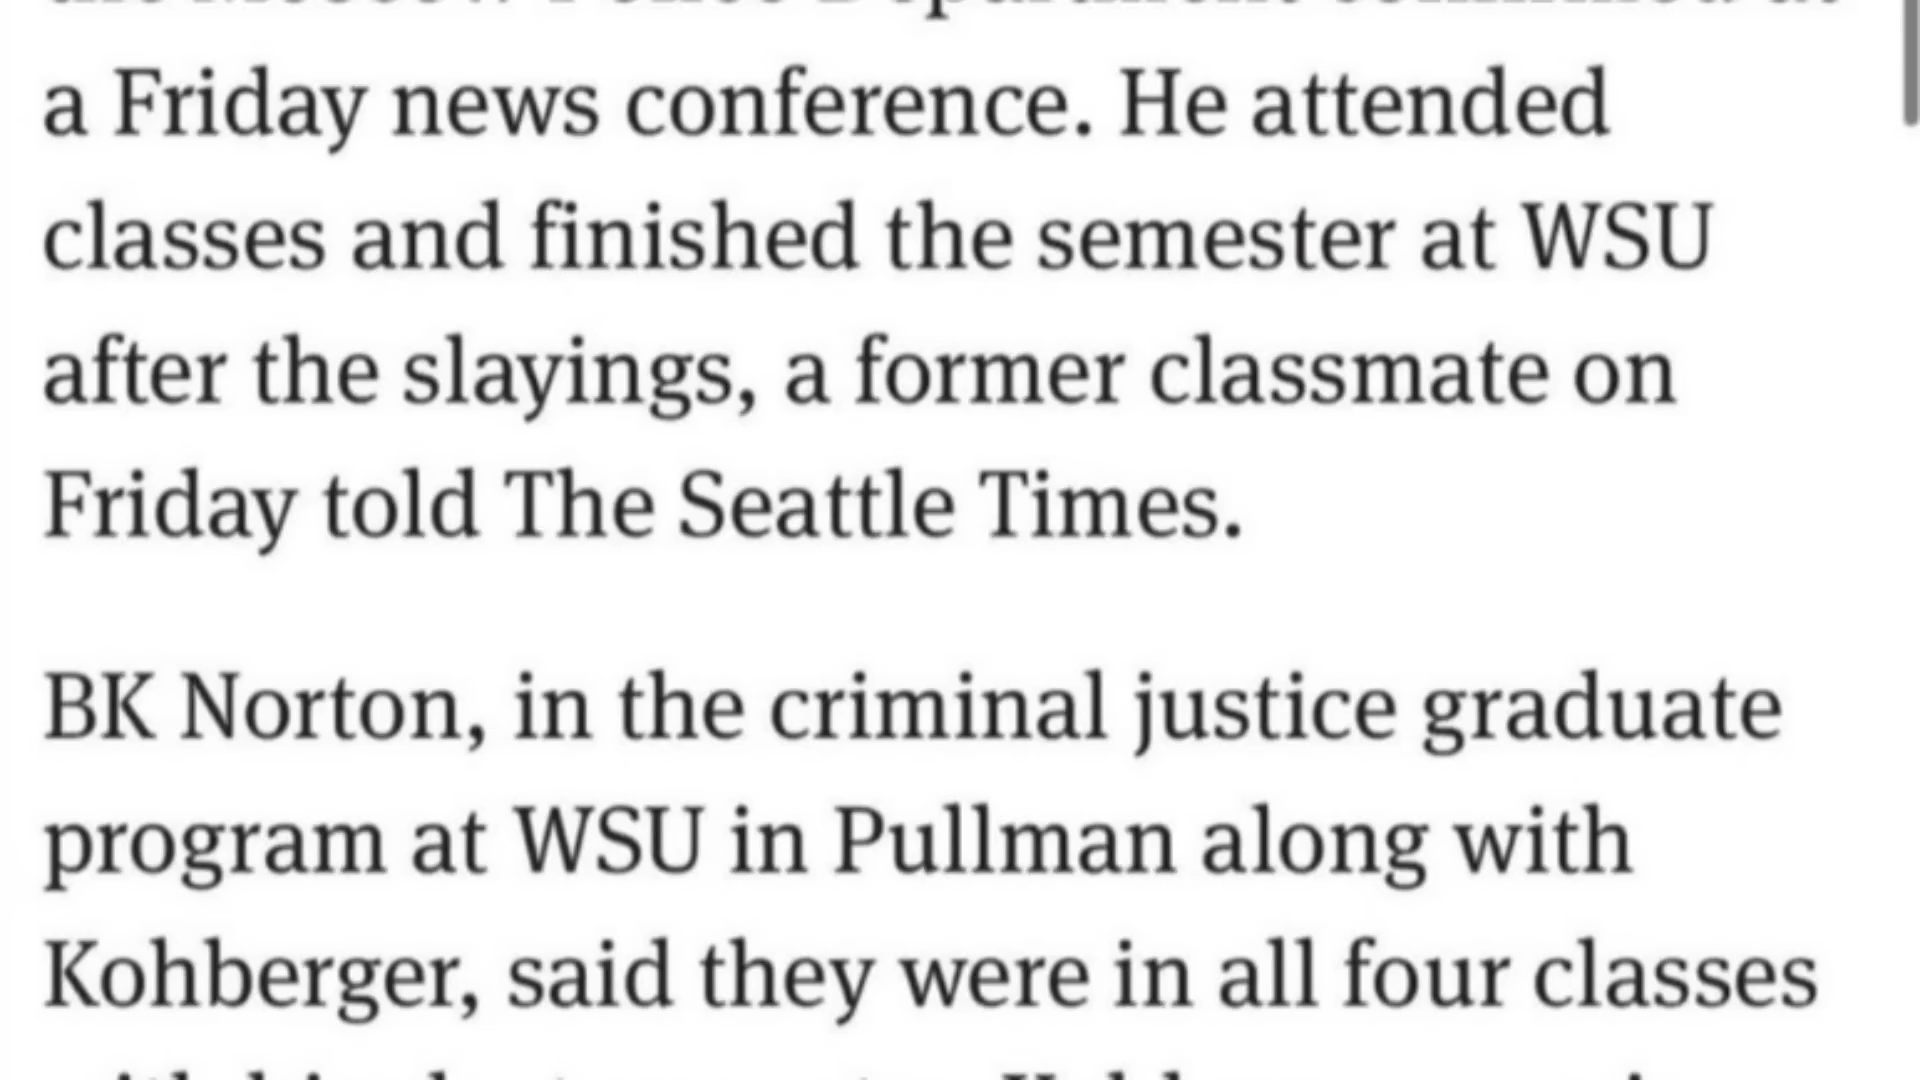 a Friday news conference. He attended
classes and finished the semester at WSU
after the slayings, a former classmate on
Friday told The Seattle Times.
BK Norton, in the criminal justice graduate
program at WSU in Pullman along with
Kohberger, said they were in all four classes